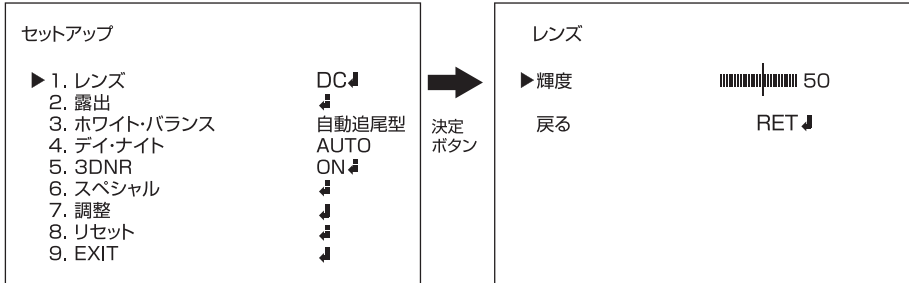 セットアップ
▶1. レンズ DC↲
2. 露出 ↲
3. ホワイト・バランス 自動追尾型
4. デイ・ナイト AUTO
5. 3DNR ON↲
6. スペシャル ↲
7. 調整 ↲
8. リセット ↲
9. EXIT ↲
決定
ボタン
レンズ
▶輝度 50
戻る RET↲